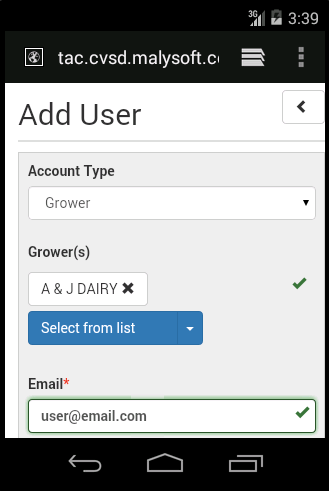 3G 3:39
tac.cvsd.malysoft.c
Add User
Account Type
Grower
Grower(s)
A & J DAIRY
Select from list
Email*
user@email.com